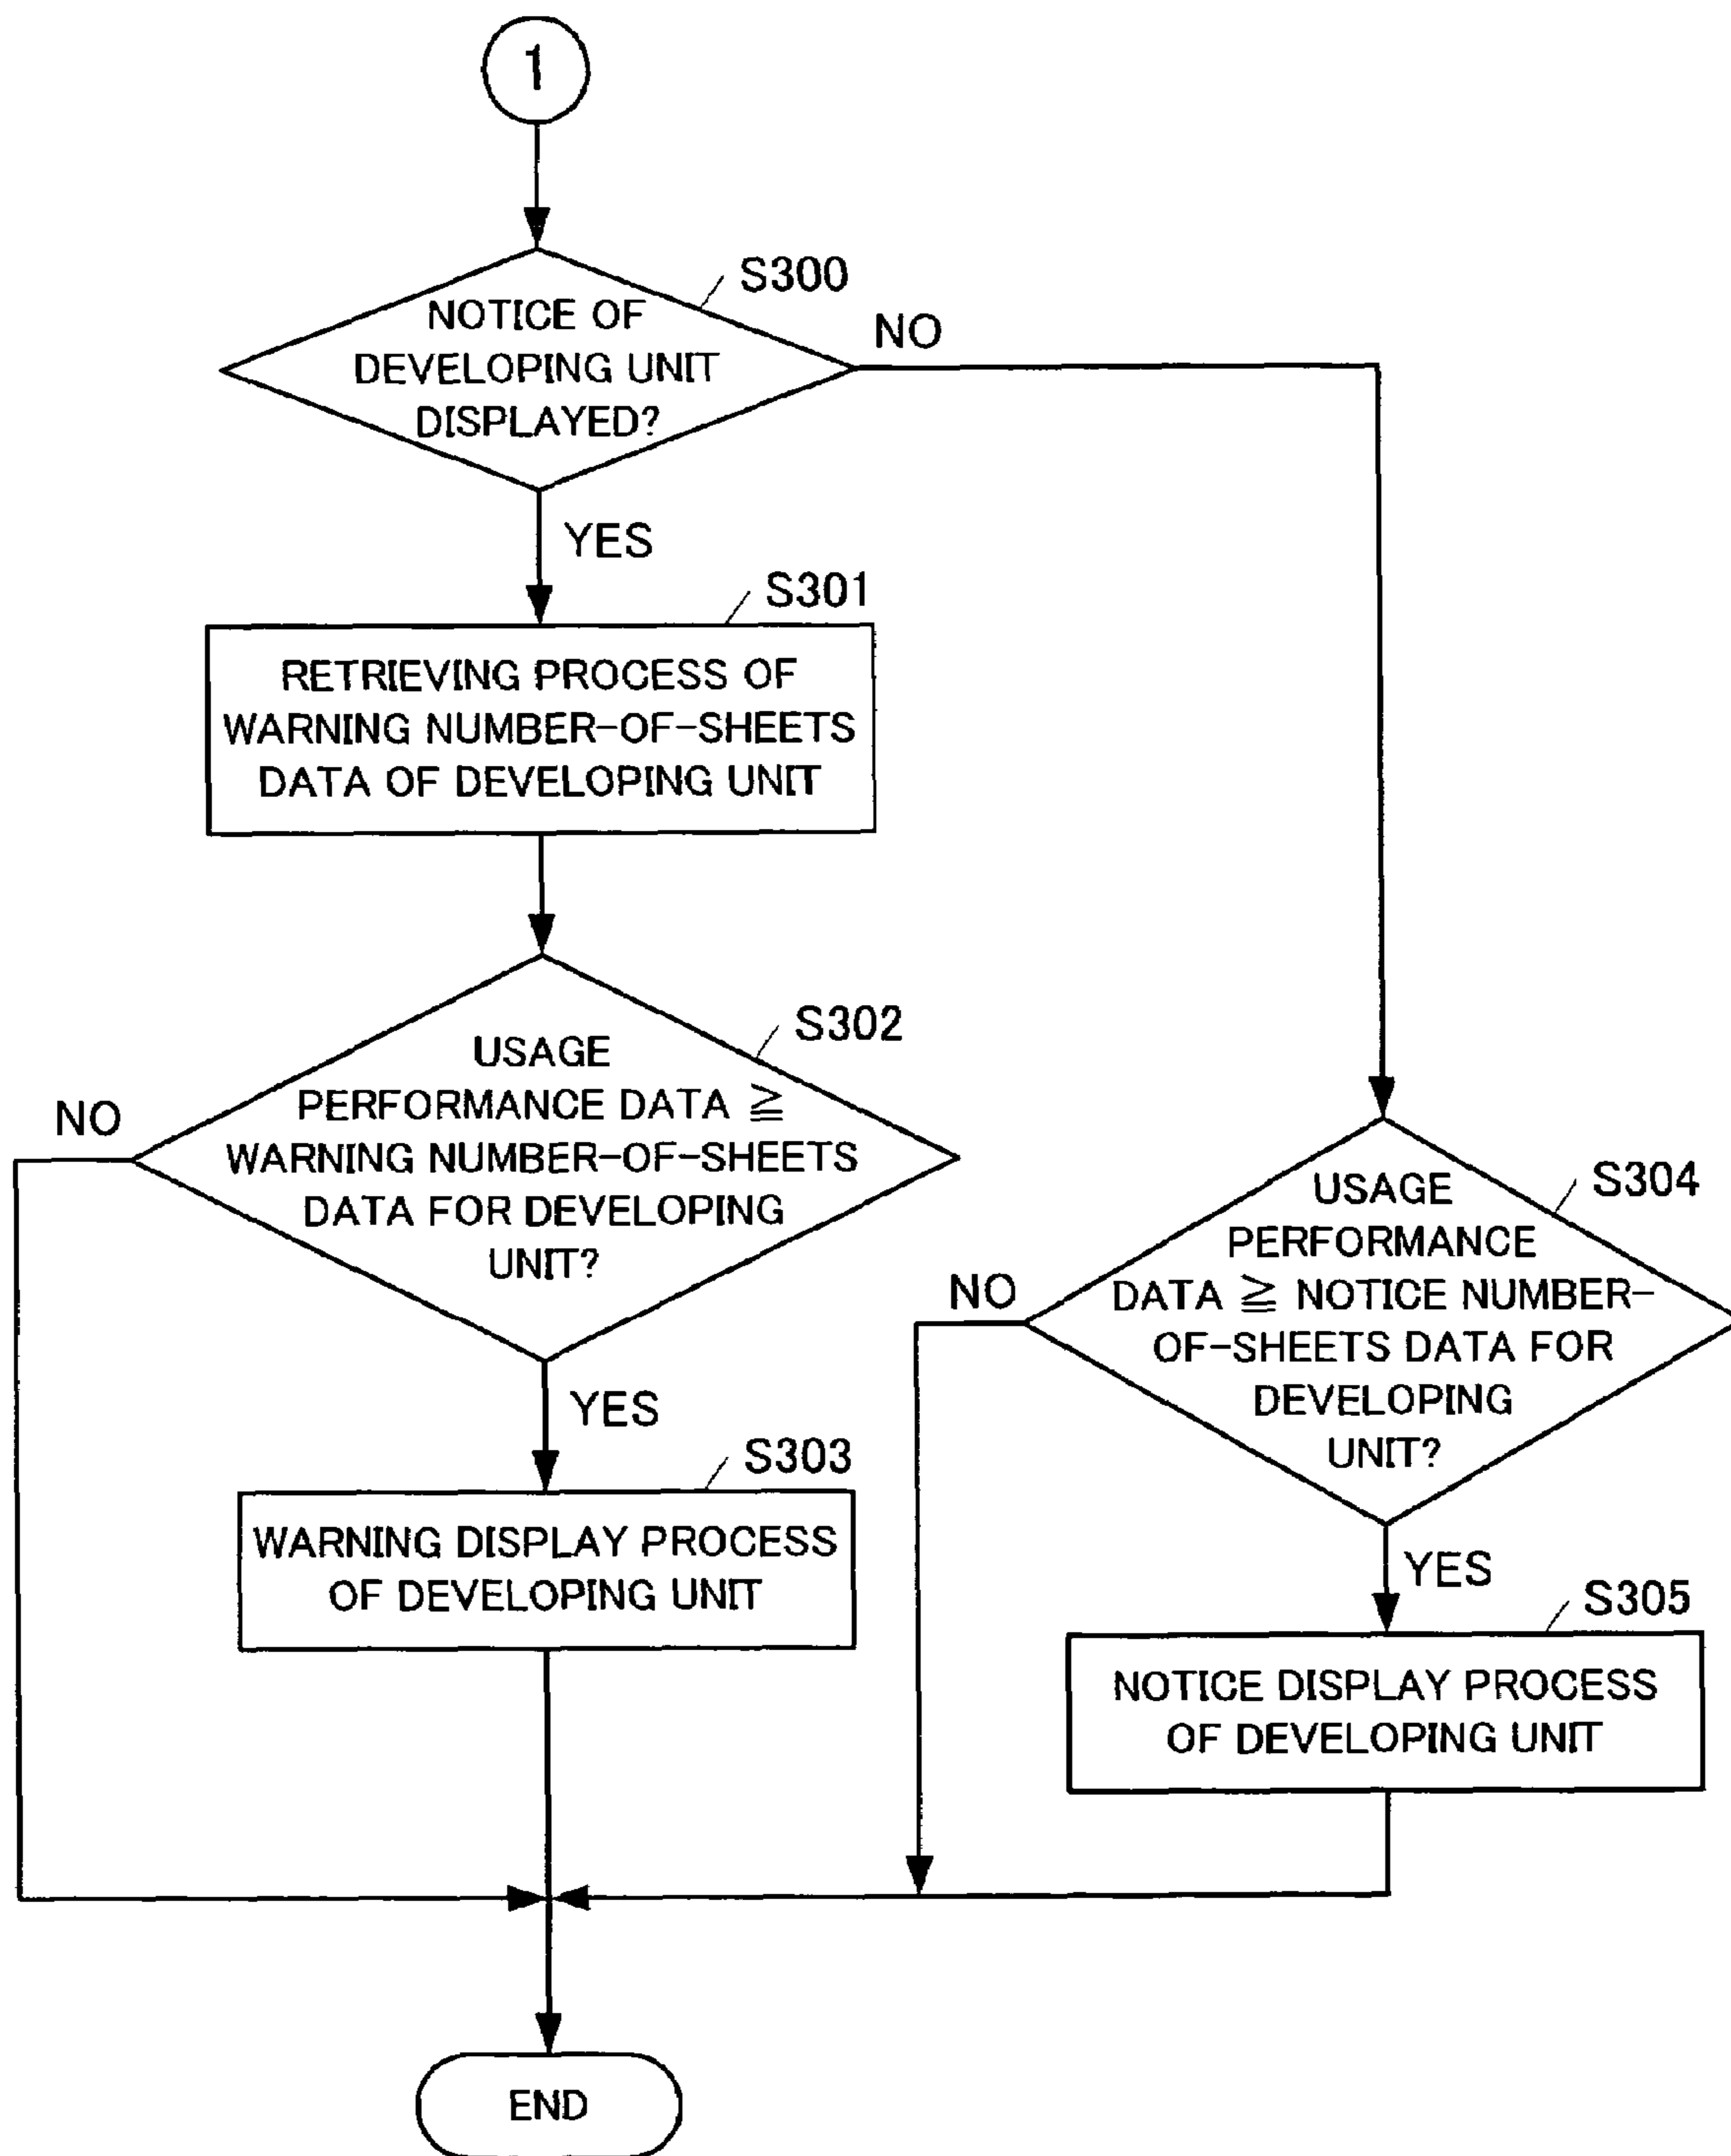 1
S300
NOTICE OF
DEVELOPING UNIT
DISPLAYED?
NO
YES
S301
RETRIEVING PROCESS OF
WARNING NUMBER-OF-SHEETS
DATA OF DEVELOPING UNIT
S302
USAGE
PERFORMANCE DATA ≧
WARNING NUMBER-OF-SHEETS
DATA FOR DEVELOPING
UNIT?
NO
YES
S303
WARNING DISPLAY PROCESS
OF DEVELOPING UNIT
S304
USAGE
PERFORMANCE
DATA ≧ NOTICE NUMBER-
OF-SHEETS DATA FOR
DEVELOPING
UNIT?
NO
YES
S305
NOTICE DISPLAY PROCESS
OF DEVELOPING UNIT
END